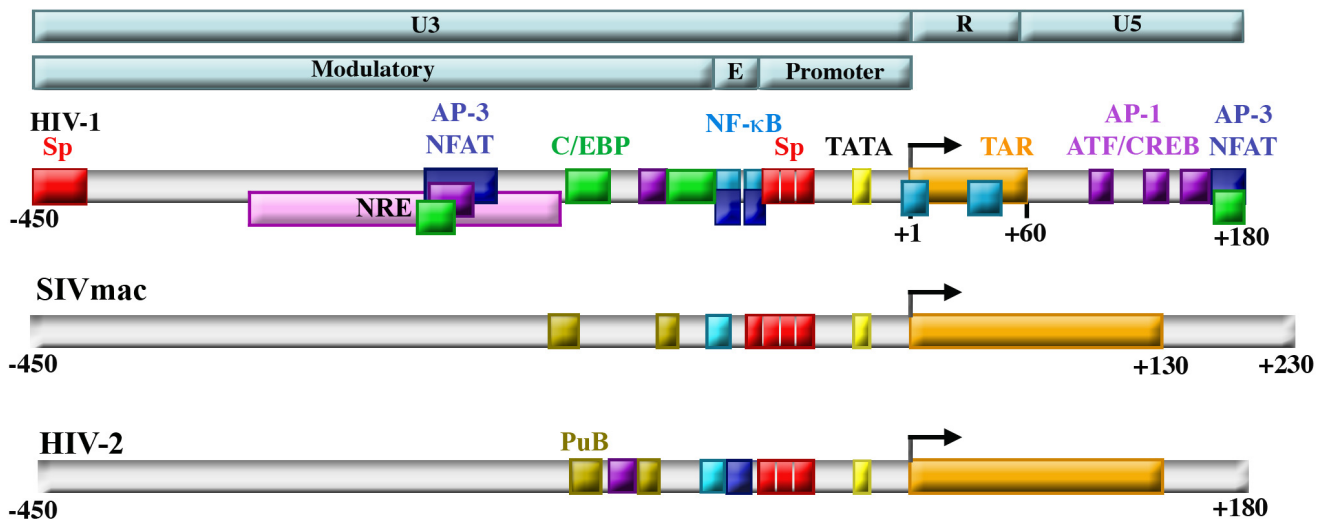 U3 R U5
Modulatory E Promoter
HIV-1
Sp
AP-3
NFAT
C/EBP
NF-κB
Sp
TATA
TAR
AP-1
ATF/CREB
AP-3
NFAT
NRE
-450
+1
+60
+180
SIVmac
-450
+130
+230
HIV-2
PuB
-450
+180